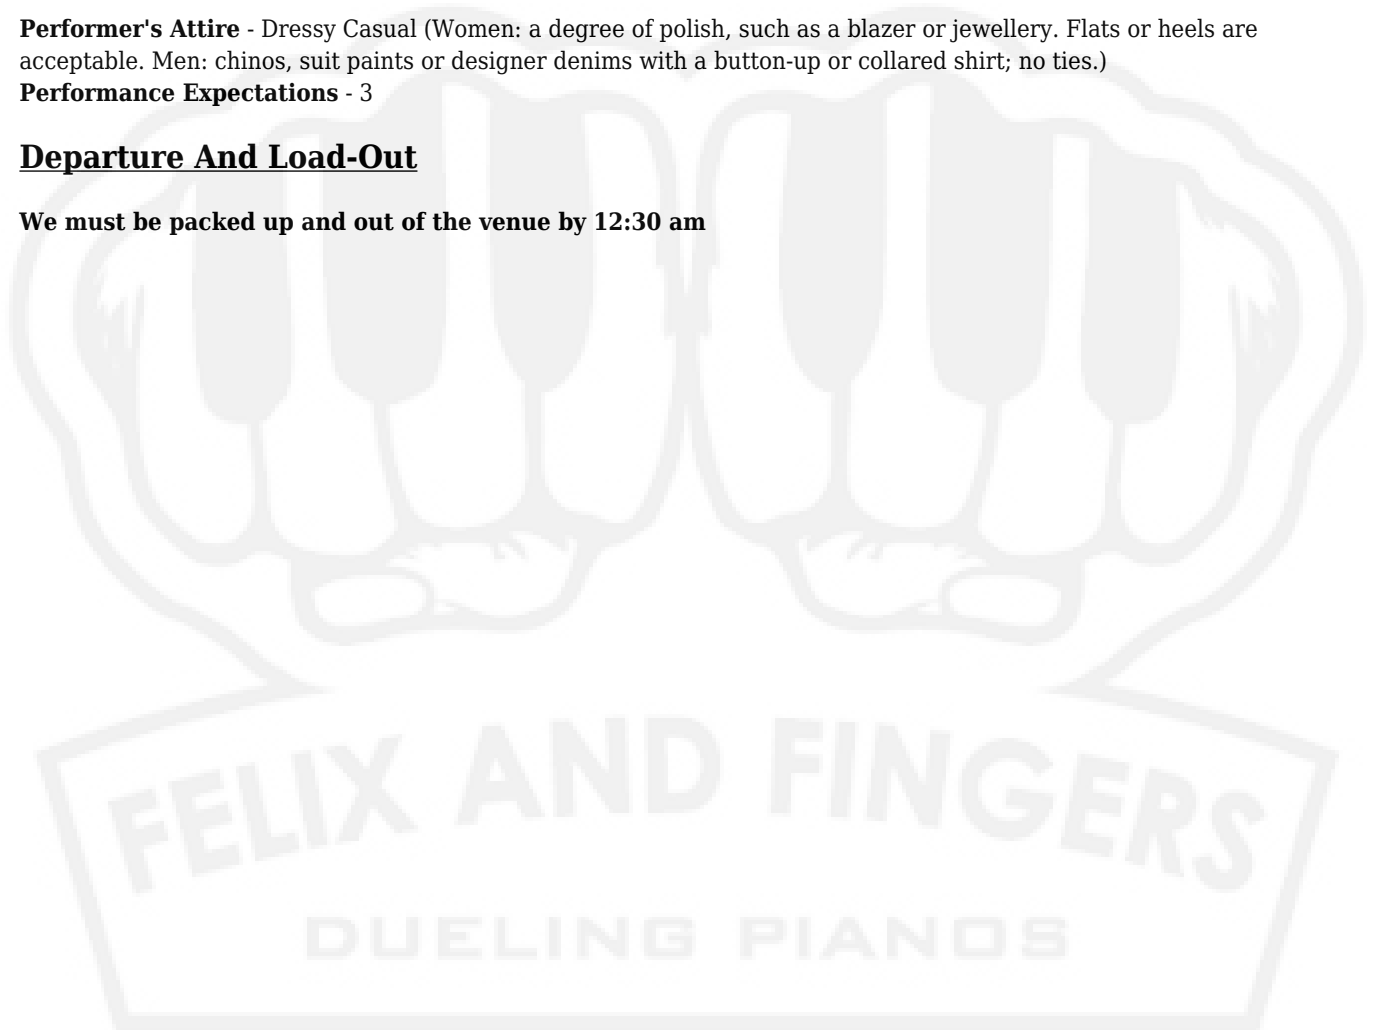 Performer's Attire - Dressy Casual (Women: a degree of polish, such as a blazer or jewellery. Flats or heels are
acceptable. Men: chinos, suit paints or designer denims with a button-up or collared shirt; no ties.)
Performance Expectations - 3
Departure And Load-Out
We must be packed up and out of the venue by 12:30 am
FELIX AND FINGERS
DUELING PIANOS